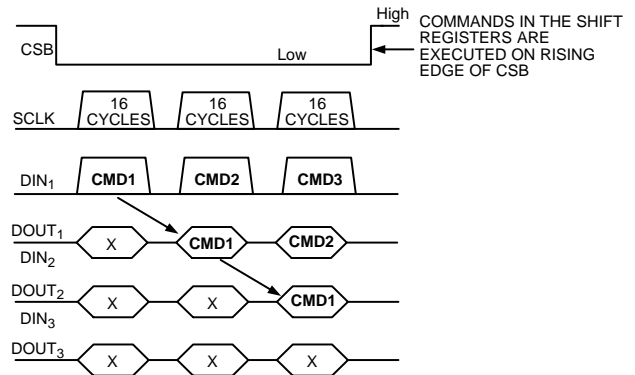 High
COMMANDS IN THE SHIFT
REGISTERS ARE
EXECUTED ON RISING
EDGE OF CSB
CSB
Low
SCLK
16
CYCLES
16
CYCLES
16
CYCLES
DIN1
CMD1
CMD2
CMD3
DOUT1
DIN2
X
CMD1
CMD2
DOUT2
DIN3
X
X
CMD1
DOUT3
X
X
X